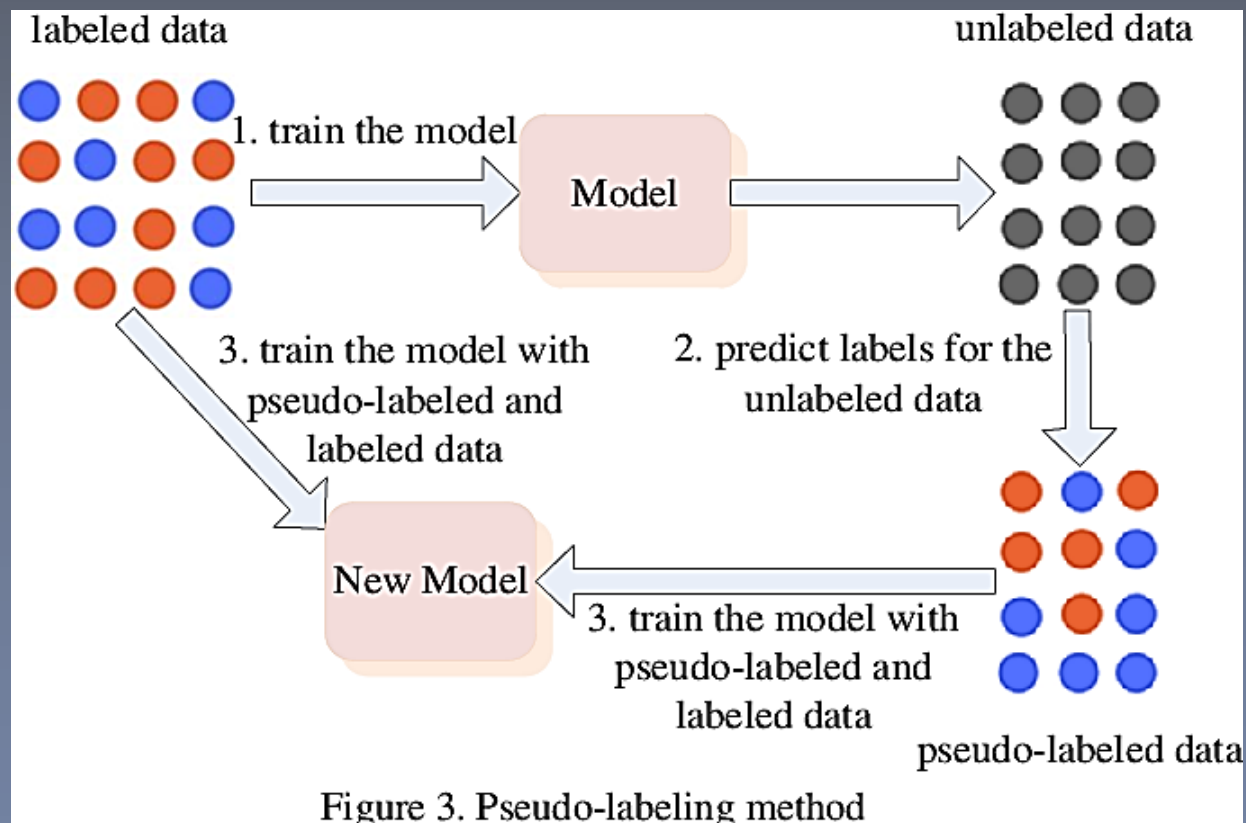 labeled data
unlabeled data
1. train the model
Model
3. train the model with
pseudo-labeled and
labeled data
2. predict labels for the
unlabeled data
New Model
3. train the model with
pseudo-labeled and
labeled data
pseudo-labeled data
Figure 3. Pseudo-labeling method